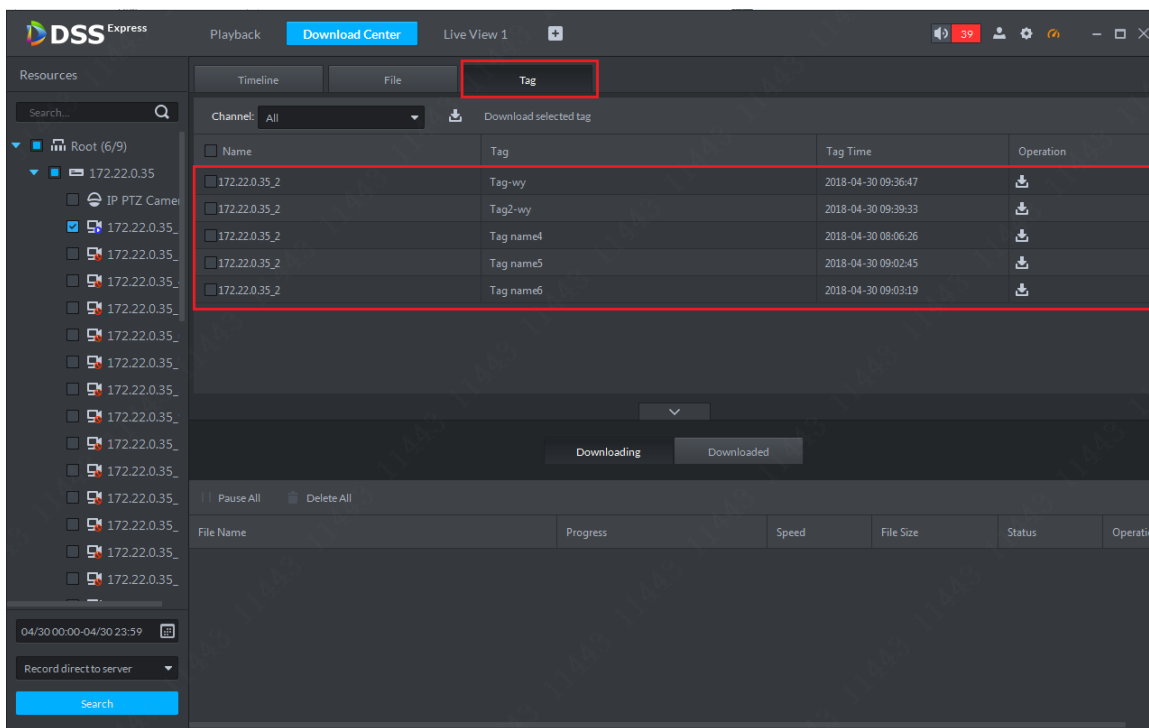 DSS Express
Playback Download Center Live View 1 39
Resources
Timeline File Tag
Search...
Channel: All Download selected tag
Root (6/9)
172.22.0.35
IP PTZ Camer
172.22.0.35_
172.22.0.35_
172.22.0.35_
172.22.0.35_
172.22.0.35_
172.22.0.35_
172.22.0.35_
172.22.0.35_
172.22.0.35_
172.22.0.35_
172.22.0.35_
172.22.0.35_
172.22.0.35_
172.22.0.35_
Name Tag Tag Time Operation
172.22.0.35_2 Tag-wy 2018-04-30 09:36:47
172.22.0.35_2 Tag2-wy 2018-04-30 09:39:33
172.22.0.35_2 Tag name4 2018-04-30 08:06:26
172.22.0.35_2 Tag name5 2018-04-30 09:02:45
172.22.0.35_2 Tag name6 2018-04-30 09:03:19
Downloading Downloaded
Pause All Delete All
File Name Progress Speed File Size Status Operati
04/30 00:00-04/30 23:59
Record direct to server
Search